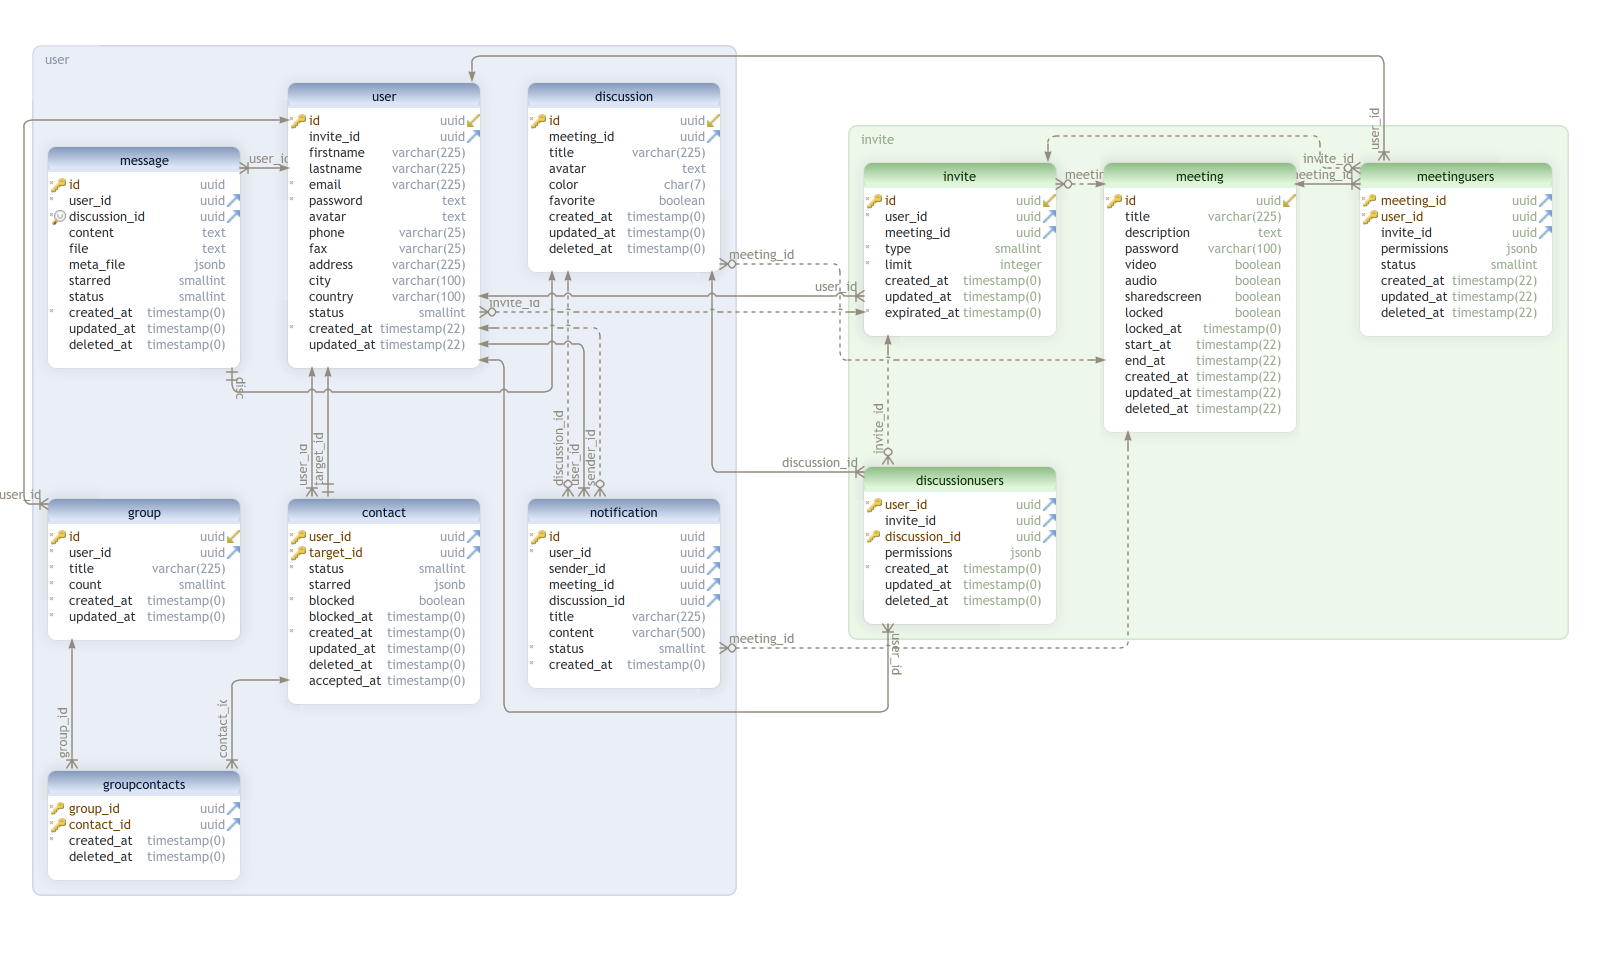 user
user
id uuid
invite_id uuid
firstname varchar(225)
lastname varchar(225)
email varchar(225)
password text
avatar text
phone varchar(25)
fax varchar(25)
address varchar(225)
city varchar(100)
country varchar(100)
status smallint
created_at timestamp(22)
updated_at timestamp(22)
discussion
id uuid
meeting_id uuid
title varchar(225)
avatar text
color char(7)
favorite boolean
created_at timestamp(0)
updated_at timestamp(0)
deleted_at timestamp(0)
message
id uuid
user_id uuid
discussion_id uuid
content text
file text
meta_file jsonb
starred smallint
status smallint
created_at timestamp(0)
updated_at timestamp(0)
deleted_at timestamp(0)
user_id
disc
invite_id
meeting_id
user_id
invite
invite
id uuid
user_id uuid
meeting_id uuid
type smallint
limit integer
created_at timestamp(0)
updated_at timestamp(0)
expirated_at timestamp(0)
meetir
meeting
id uuid
title varchar(225)
description text
password varchar(100)
video boolean
audio boolean
sharedscreen boolean
locked boolean
locked_at timestamp(0)
start_at timestamp(22)
end_at timestamp(22)
created_at timestamp(22)
updated_at timestamp(22)
deleted_at timestamp(22)
user_id
invite_id
meeting_id
meetingusers
meeting_id uuid
user_id uuid
invite_id uuid
permissions jsonb
status smallint
created_at timestamp(22)
updated_at timestamp(22)
deleted_at timestamp(22)
user_id
target_id
discussion_id
user_id
sender_id
invite_id
discussion_id
user_id
group
id uuid
user_id uuid
title varchar(225)
count smallint
created_at timestamp(0)
updated_at timestamp(0)
contact
user_id uuid
target_id uuid
status smallint
starred jsonb
blocked boolean
blocked_at timestamp(0)
created_at timestamp(0)
updated_at timestamp(0)
deleted_at timestamp(0)
accepted_at timestamp(0)
notification
id uuid
user_id uuid
sender_id uuid
meeting_id uuid
discussion_id uuid
title varchar(225)
content varchar(500)
status smallint
created_at timestamp(0)
meeting_id
discussionusers
user_id uuid
invite_id uuid
discussion_id uuid
permissions jsonb
created_at timestamp(0)
updated_at timestamp(0)
deleted_at timestamp(0)
user_id
group_id
contact_id
groupcontacts
group_id uuid
contact_id uuid
created_at timestamp(0)
deleted_at timestamp(0)